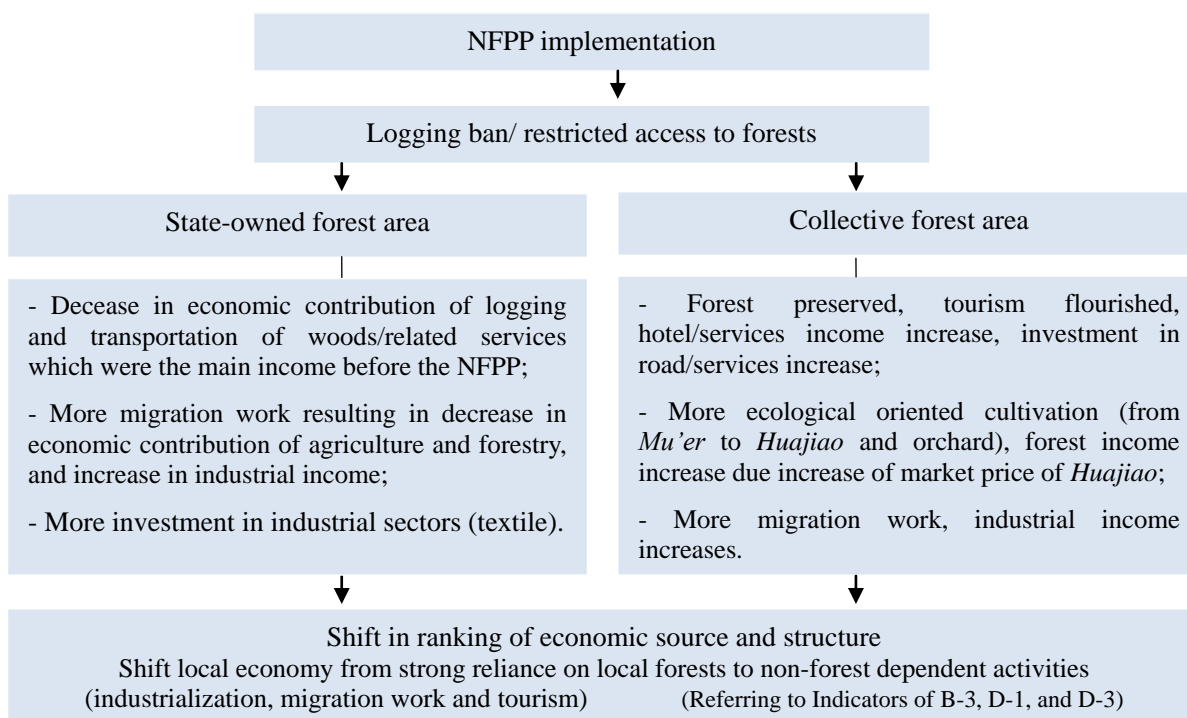 NFPP implementation
Logging ban/ restricted access to forests
State-owned forest area
- Decease in economic contribution of logging
and transportation of woods/related services
which were the main income before the NFPP;
- More migration work resulting in decrease in
economic contribution of agriculture and forestry,
and increase in industrial income;
- More investment in industrial sectors (textile).
Collective forest area
- Forest preserved, tourism flourished,
hotel/services income increase, investment in
road/services increase;
- More ecological oriented cultivation (from
Mu’er to Huajiao and orchard), forest income
increase due increase of market price of Huajiao;
- More migration work, industrial income
increases.
Shift in ranking of economic source and structure
Shift local economy from strong reliance on local forests to non-forest dependent activities
(industrialization, migration work and tourism) (Referring to Indicators of B-3, D-1, and D-3)